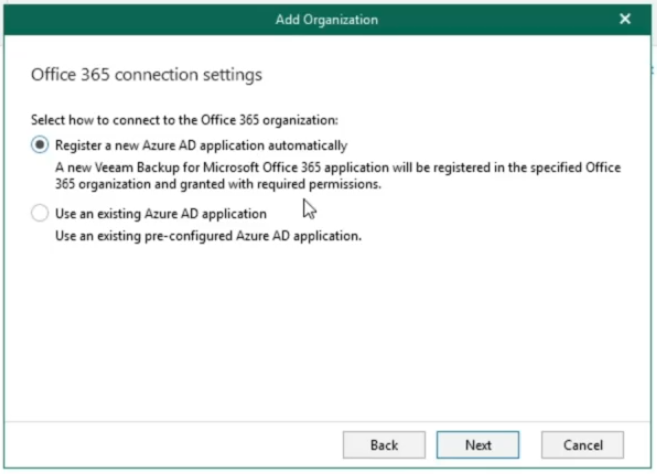 Add Organization
Office 365 connection settings
Select how to connect to the Office 365 organization:
Register a new Azure AD application automatically
A new Veeam Backup for Microsoft Office 365 application will be registered in the specified Office
365 organization and granted with required permissions.
Use an existing Azure AD application
Use an existing pre-configured Azure AD application.
Back Next Cancel